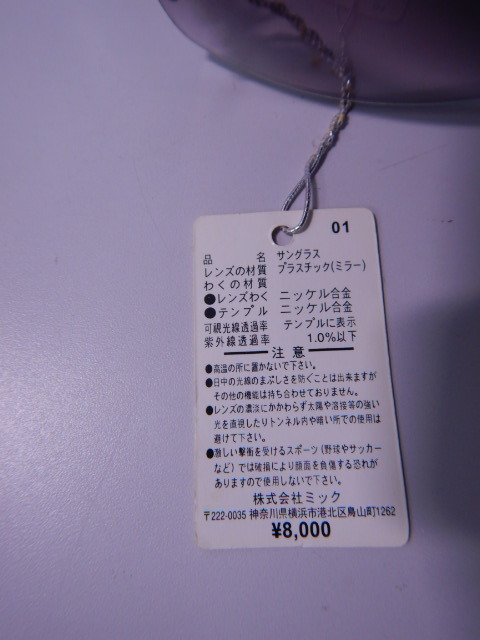 01
品 名 サングラス
レンズの材質 プラスチック(ミラー)
わくの材質
●レンズわく ニッケル合金
●テンプル ニッケル合金
可視光線透過率 テンプルに表示
紫外線透過率 1.0%以下
注 意
●高温の所に置かないで下さい。
●日中の光線のまぶしさを防ぐことは出来ますが
その他の機能は持ち合わせておりません。
●レンズの濃淡にかかわらず太陽や溶接等の強い
光を直視したりトンネル内や暗い所での使用は
避けて下さい。
●激しい撃衝を受けるスポーツ(野球やサッカー
など)では破損により顔面を負傷する恐れが
ありますので使用しないで下さい。
株式会社ミック
〒222-0035 神奈川県横浜市港北区鳥山町1262
¥8,000